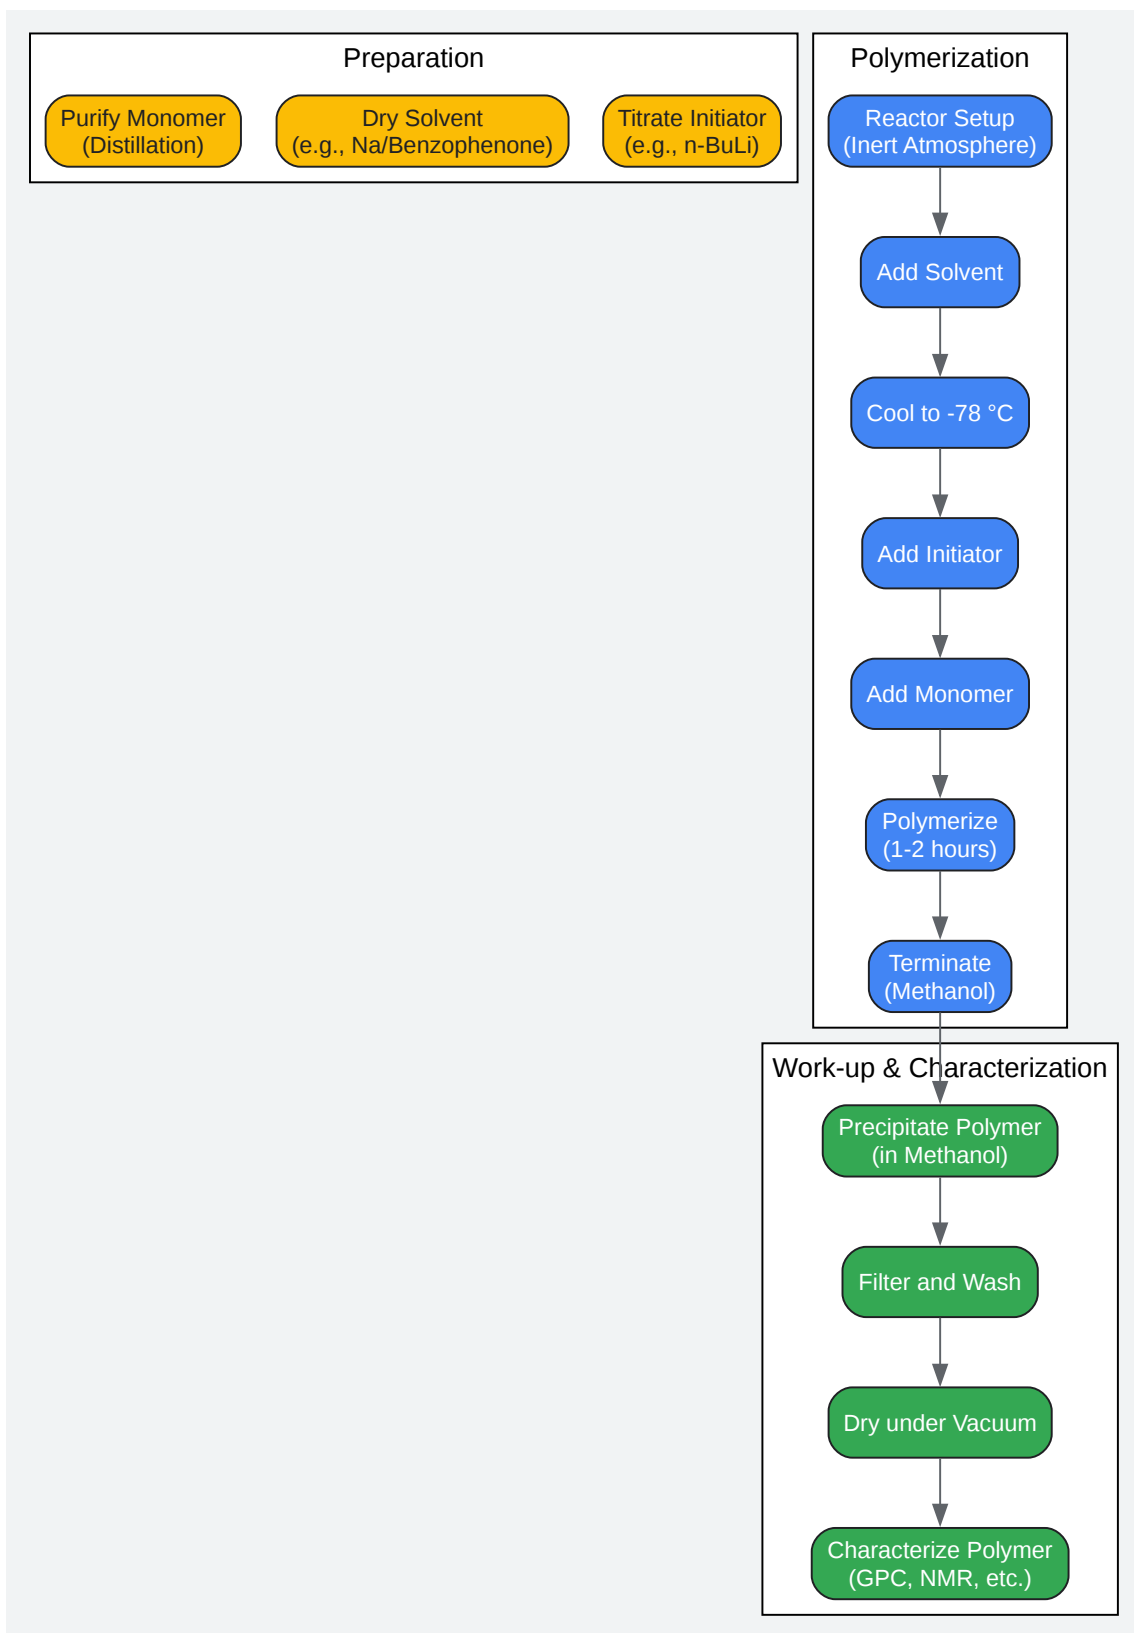 Preparation
Purify Monomer
(Distillation)
Dry Solvent
(e.g., Na/Benzophenone)
Titrate Initiator
(e.g., n-BuLi)
Polymerization
Reactor Setup
(Inert Atmosphere)
Add Solvent
Cool to -78 °C
Add Initiator
Add Monomer
Polymerize
(1-2 hours)
Terminate
(Methanol)
Work-up & Characterization
Precipitate Polymer
(in Methanol)
Filter and Wash
Dry under Vacuum
Characterize Polymer
(GPC, NMR, etc.)